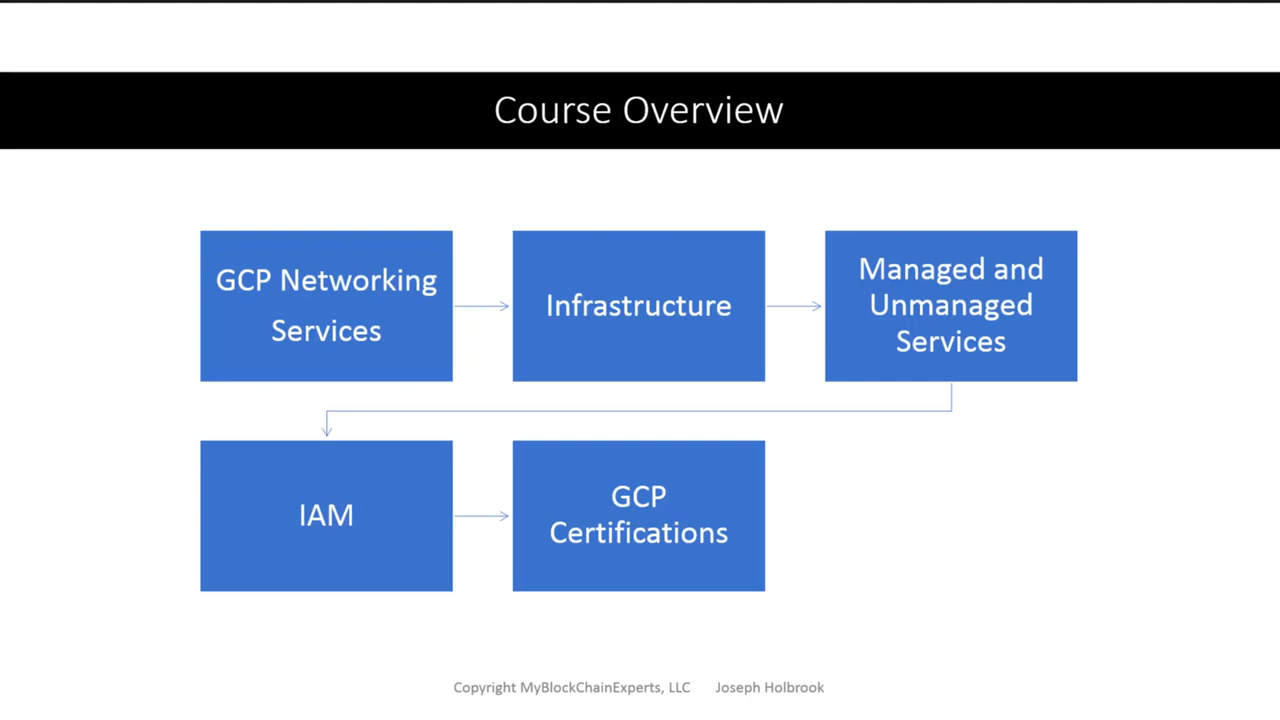 Course Overview
GCP Networking
Services
Infrastructure
Managed and
Unmanaged
Services
IAM
GCP
Certifications
Copyright MyBlockChainExperts, LLC Joseph Holbrook